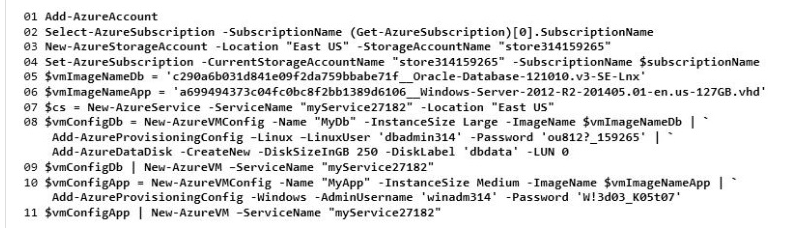 01 Add-AzureAccount
02 Select-AzureSubscription -SubscriptionName (Get-AzureSubscription)[0].SubscriptionName
03 New-AzureStorageAccount -Location "East US" -StorageAccountName "store314159265"
04 Set-AzureSubscription -CurrentStorageAccountName "store314159265" -SubscriptionName $subscriptionName
05 $vmImageNameDb = 'c290a6b031d841e09f2da759bbabe71f__Oracle-Database-121010.v3-SE-Lnx'
06 $vmImageNameApp = 'a699494373c04fc0bc8f2bb1389d6106__Windows-Server-2012-R2-201405.01-en.us-127GB.vhd'
07 $cs = New-AzureService -ServiceName "myService27182" -Location "East US"
08 $vmConfigDb = New-AzureVMConfig -Name "MyDb" -InstanceSize Large -ImageName $vmImageNameDb | `
Add-AzureProvisioningConfig –Linux –LinuxUser 'dbadmin314' -Password 'ou812?_159265' | `
Add-AzureDataDisk -CreateNew -DiskSizeInGB 250 -DiskLabel 'dbdata' -LUN 0
09 $vmConfigDb | New-AzureVM –ServiceName "myService27182"
10 $vmConfigApp = New-AzureVMConfig -Name "MyApp" -InstanceSize Medium -ImageName $vmImageNameApp | `
Add-AzureProvisioningConfig -Windows -AdminUsername 'winadm314' -Password 'W!3d03_K05t07'
11 $vmConfigApp | New-AzureVM –ServiceName "myService27182"